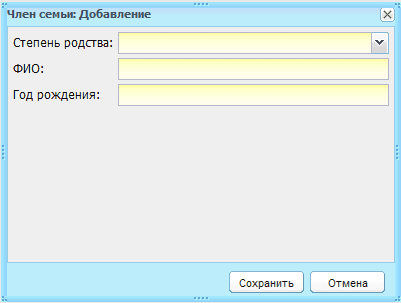 Член семьи: Добавление
Степень родства:
ФИО:
Год рождения:
Сохранить Отмена